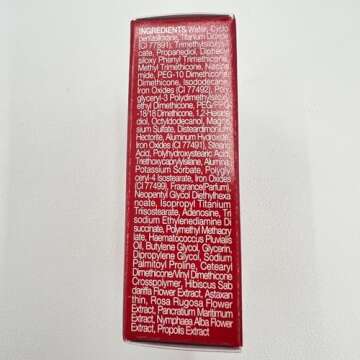 INGREDIENTS Water, Cyclo
pentasiloxane, Titanium Dioxide
(CI 77891), Trimethylsiloxysili
cate, Propanediol, Diphenyl
siloxy Phenyl Trimethicone,
Methyl Trimethicone, Niacina
mide, PEG-10 Dimethicone,
Dimethicone, Isododecane,
Iron Oxides (CI 77492), Pol
yglyceryl-3 Polydimethylsiloxy
ethyl Dimethicone, PEG/PPG
-18/18 Dimethicone, 1,2-Hexane
diol, Octyldodecanol, Magne
sium Sulfate, Disteardimonium
Hectorite, Aluminum Hydroxide,
Iron Oxides (CI 77491), Stearic
Acid, Polyhydroxystearic Acid,
Triethoxycaprylylsilane, Alumina,
Potassium Sorbate, Polyglyc
eryl-4 Isostearate, Iron Oxides
(CI 77499), Fragrance/Parfum,
Neopentyl Glycol Diethylhexa
noate, Isopropyl Titanium
Triisostearate, Adenosine, Tri
sodium Ethylenediamine Di
succinate, Polymethyl Methacry
late, Haematococcus Pluvialis
Oil, Butylene Glycol, Glycerin,
Dipropylene Glycol, Sodium
Palmitoyl Proline, Cetearyl
Dimethicone/Vinyl Dimethicone
Crosspolymer, Hibiscus Sab
dariffa Flower Extract, Astaxan
thin, Rosa Rugosa Flower
Extract, Pancratium Maritimum
Extract, Nymphaea Alba Flower
Extract, Propolis Extract